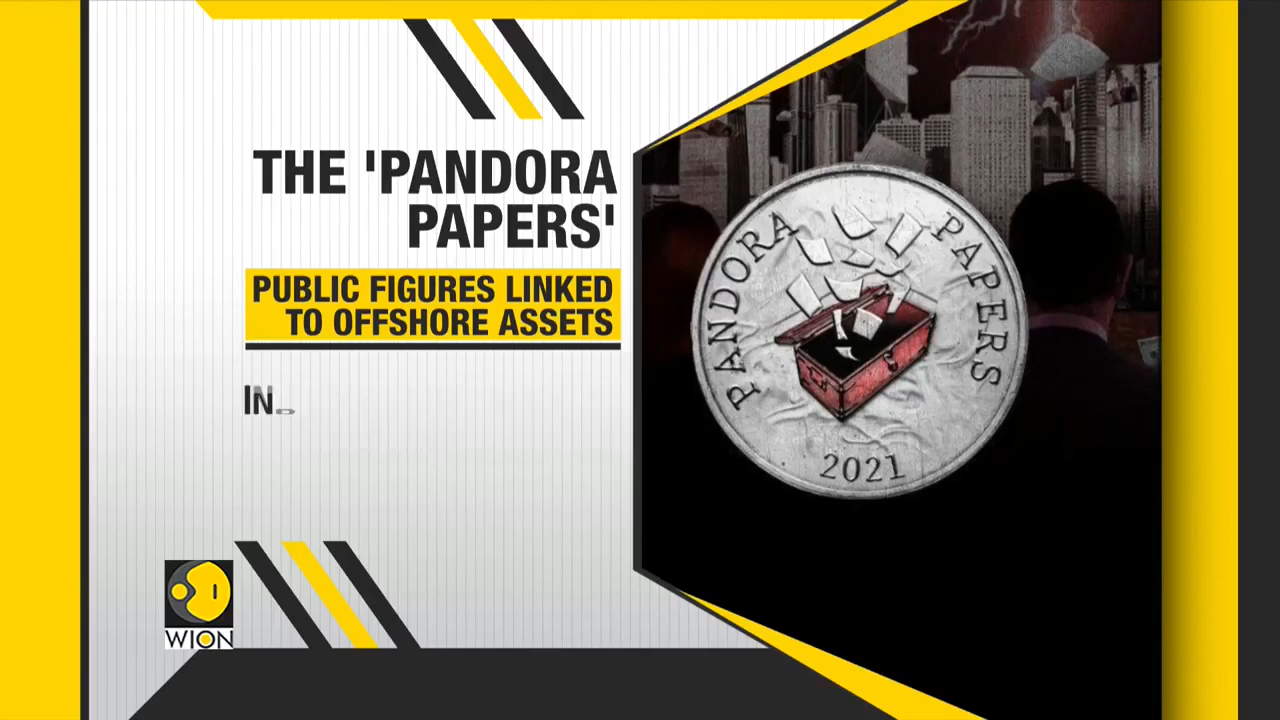 THE 'PANDORA
PAPERS'
PUBLIC FIGURES LINKED
TO OFFSHORE ASSETS
IN
PANDORA PAPERS
2021
WION